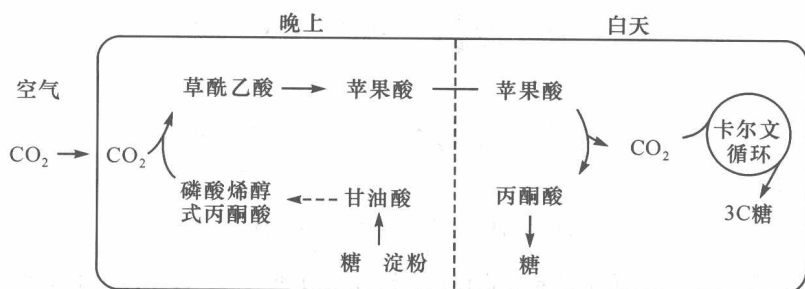 晚上
白天
空气
草酰乙酸
苹果酸
苹果酸
CO₂
CO₂
CO₂
卡尔文
循环
磷酸烯醇
式丙酮酸
甘油酸
丙酮酸
3C糖
糖
淀粉
糖